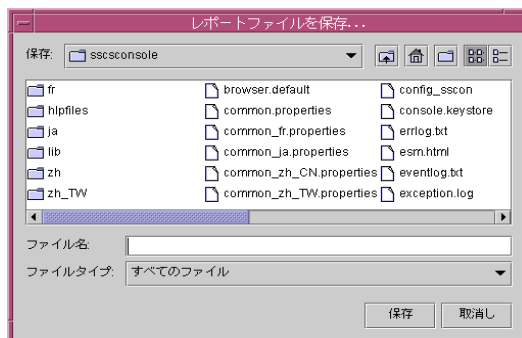 レポートファイルを保存...
保存: sscsconsole
fr browser.default config_sscon
hlpfiles common.properties console.keystore
ja common_fr.properties errlog.txt
lib common_ja.properties esm.html
zh common_zh_CN.properties eventlog.txt
zh_TW common_zh_TW.properties exception.log
ファイル名:
ファイルタイプ: すべてのファイル
保存 取消し